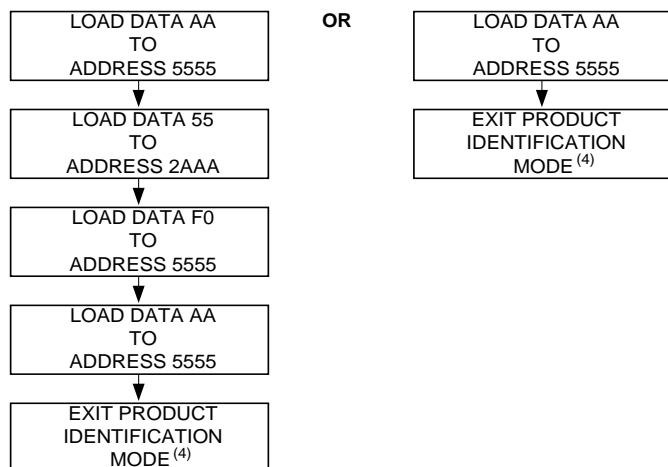 LOAD DATA AA
TO
ADDRESS 5555
LOAD DATA 55
TO
ADDRESS 2AAA
LOAD DATA F0
TO
ADDRESS 5555
LOAD DATA AA
TO
ADDRESS 5555
EXIT PRODUCT
IDENTIFICATION
MODE (4)
OR
LOAD DATA AA
TO
ADDRESS 5555
EXIT PRODUCT
IDENTIFICATION
MODE (4)